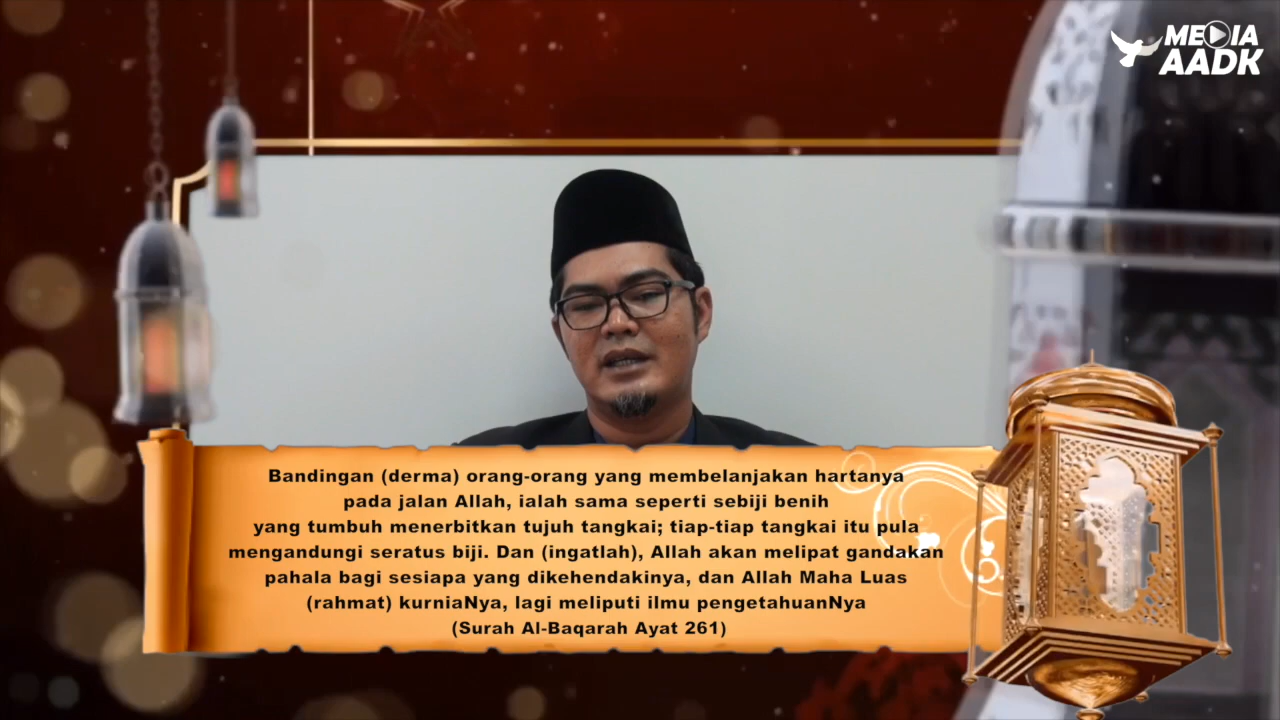 MEDIA
AADK
Bandingan (derma) orang-orang yang membelanjakan hartanya
pada jalan Allah, ialah sama seperti sebiji benih
yang tumbuh menerbitkan tujuh tangkai; tiap-tiap tangkai itu pula
mengandungi seratus biji. Dan (ingatlah), Allah akan melipat gandakan
pahala bagi sesiapa yang dikehendakinya, dan Allah Maha Luas
(rahmat) kurniaNya, lagi meliputi ilmu pengetahuanNya
(Surah Al-Baqarah Ayat 261)